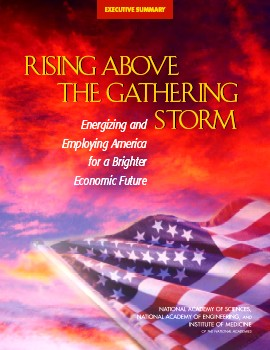 EXECUTIVE SUMMARY
RISING ABOVE
THE GATHERING
STORM
Energizing and
Employing America
for a Brighter
Economic Future
NATIONAL ACADEMY OF SCIENCES,
NATIONAL ACADEMY OF ENGINEERING, AND
INSTITUTE OF MEDICINE
OF THE NATIONAL ACADEMIES